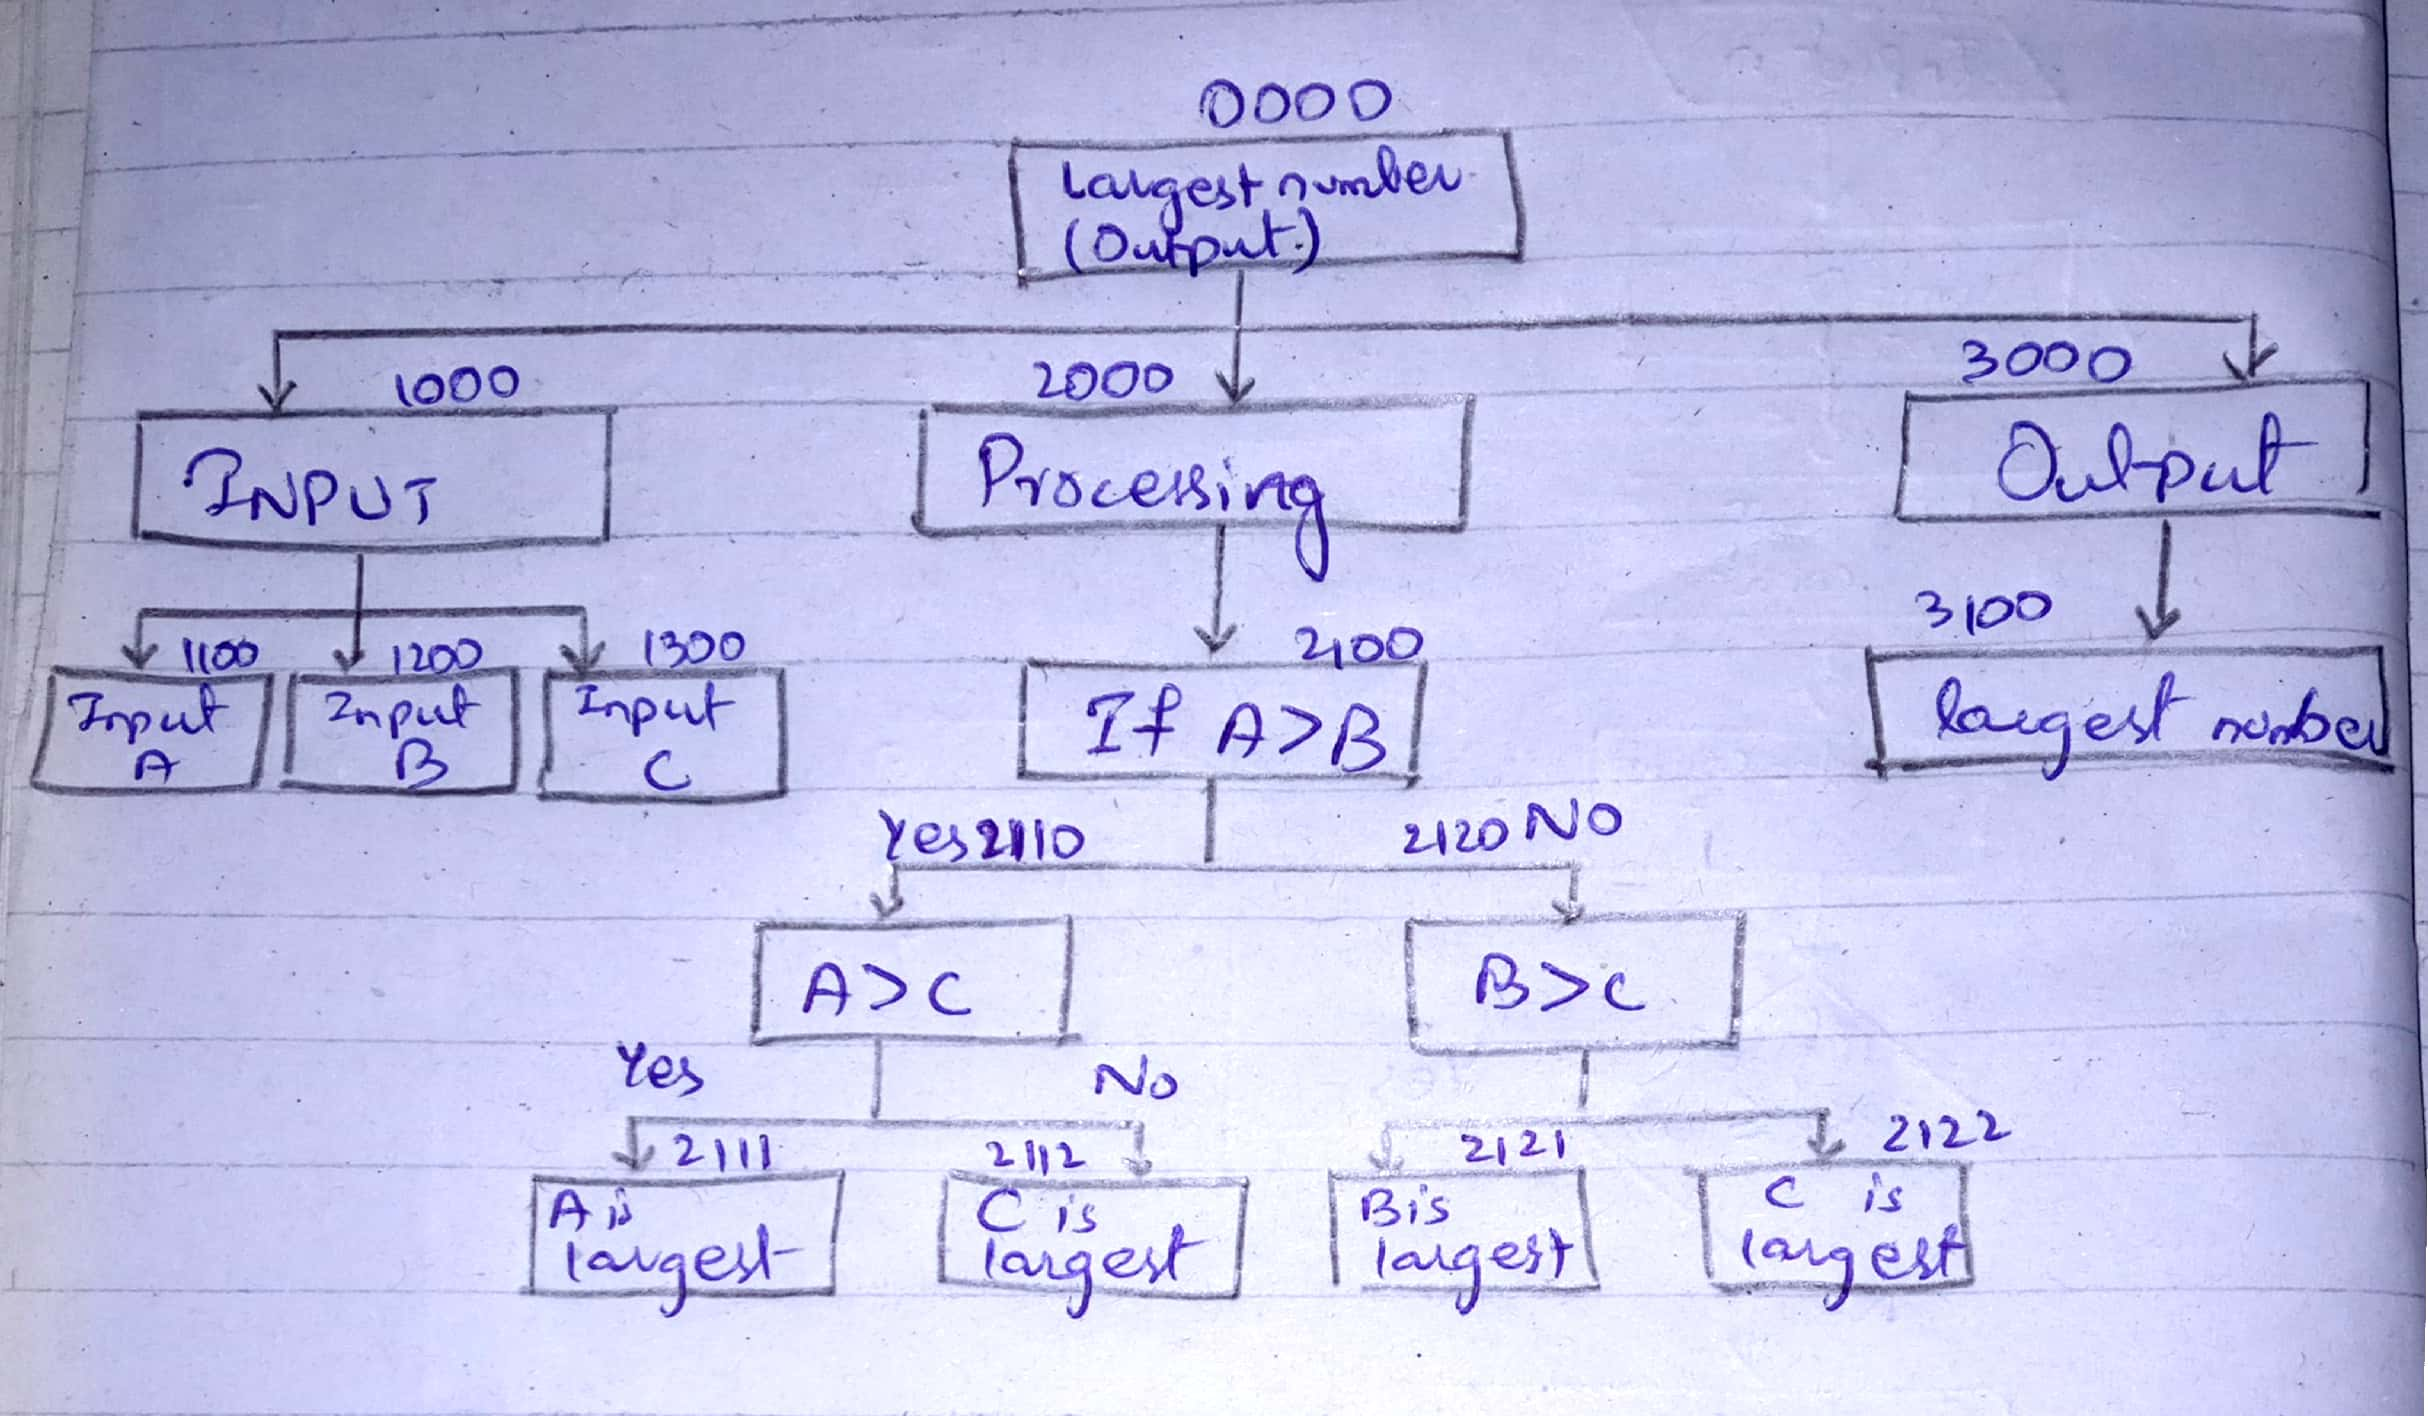 0000
Largest number
(Output)
1000
2000
3000
INPUT
Processing
Output
1100
1200
1300
2100
3100
Input
A
Input
B
Input
C
If A>B
largest number
Yes 2110
2120 NO
A>C
B>C
Yes
No
2111
2112
2121
2122
A is
largest
C is
largest
B is
largest
C is
largest